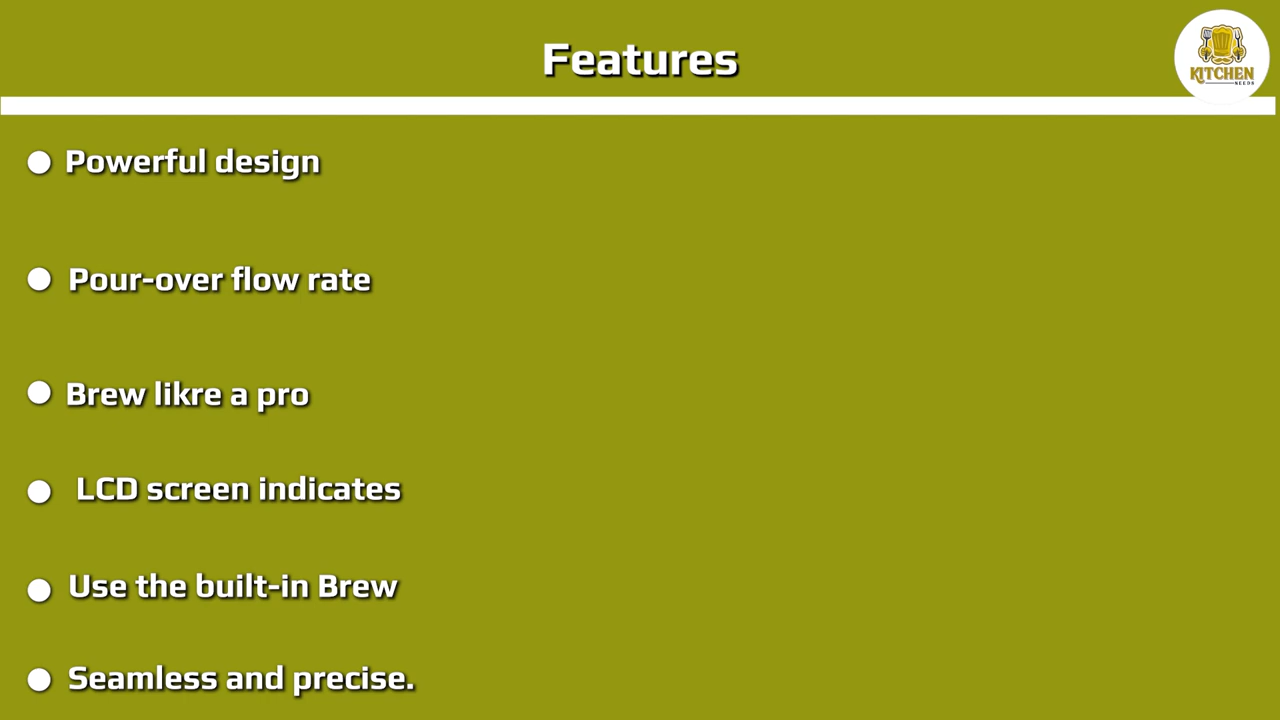 Features
KITCHEN
NEEDS
Powerful design
Pour-over flow rate
Brew likre a pro
LCD screen indicates
Use the built-in Brew
Seamless and precise.